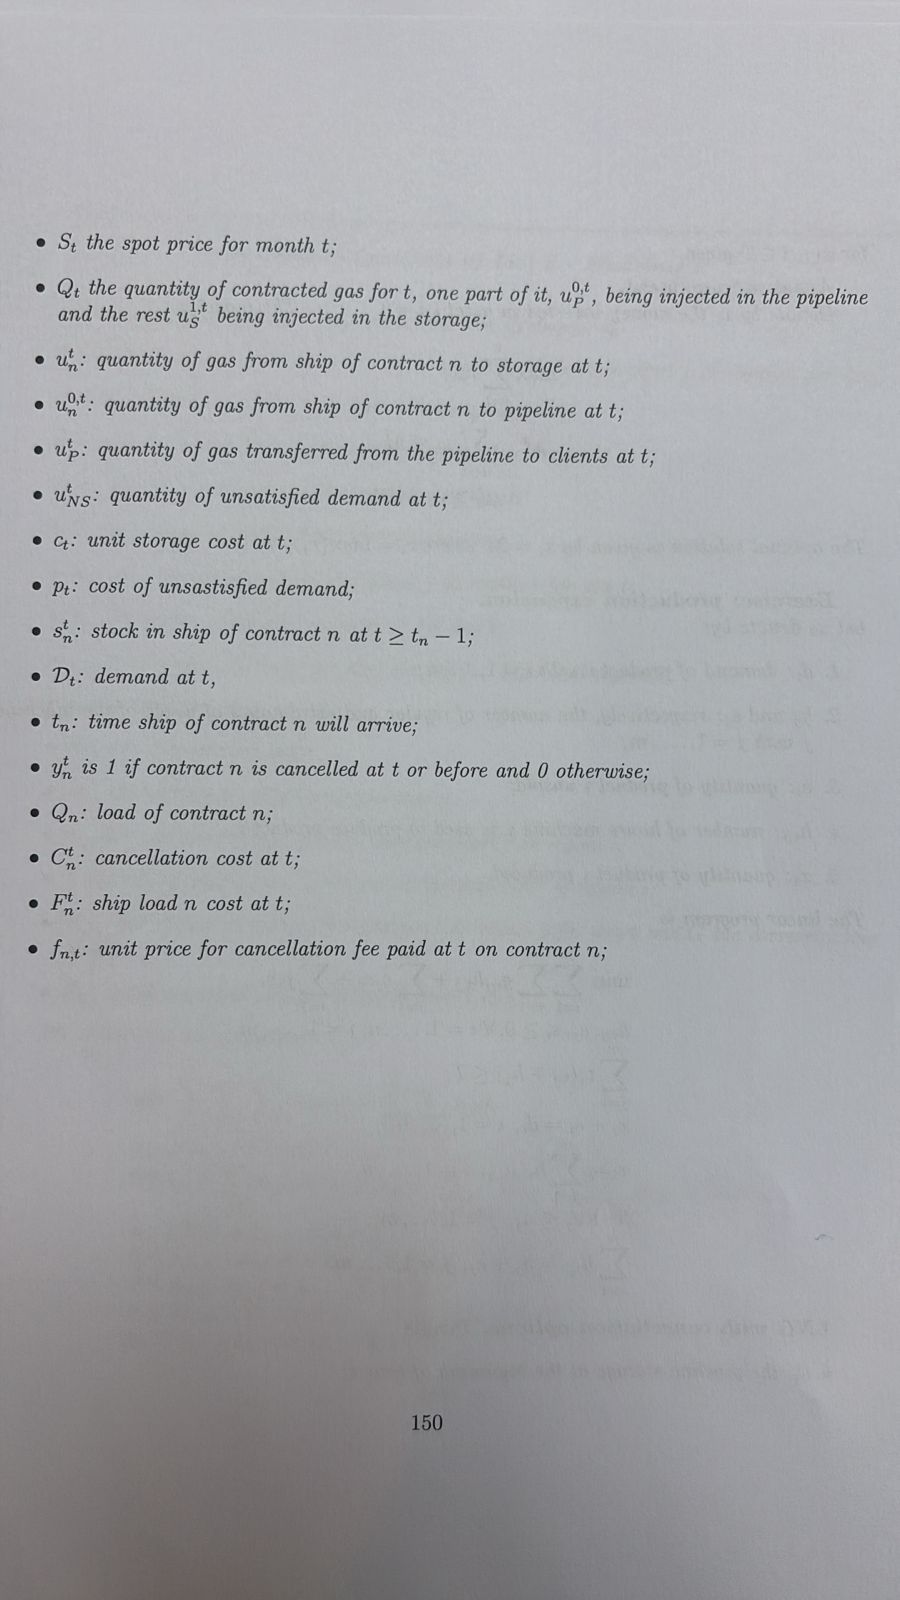 • S_t the spot price for month t;
• Q_t the quantity of contracted gas for t, one part of it, u_P^{0,t}, being injected in the pipeline
and the rest u_S^{1,t} being injected in the storage;
• u_n^t: quantity of gas from ship of contract n to storage at t;
• u_n^{0,t}: quantity of gas from ship of contract n to pipeline at t;
• u_P^t: quantity of gas transferred from the pipeline to clients at t;
• u_{NS}^t: quantity of unsatisfied demand at t;
• c_t: unit storage cost at t;
• p_t: cost of unsastisfied demand;
• s_n^t: stock in ship of contract n at t ≥ t_n − 1;
• D_t: demand at t,
• t_n: time ship of contract n will arrive;
• y_n^t is 1 if contract n is cancelled at t or before and 0 otherwise;
• Q_n: load of contract n;
• C_n^t: cancellation cost at t;
• F_n^t: ship load n cost at t;
• f_{n,t}: unit price for cancellation fee paid at t on contract n;
150